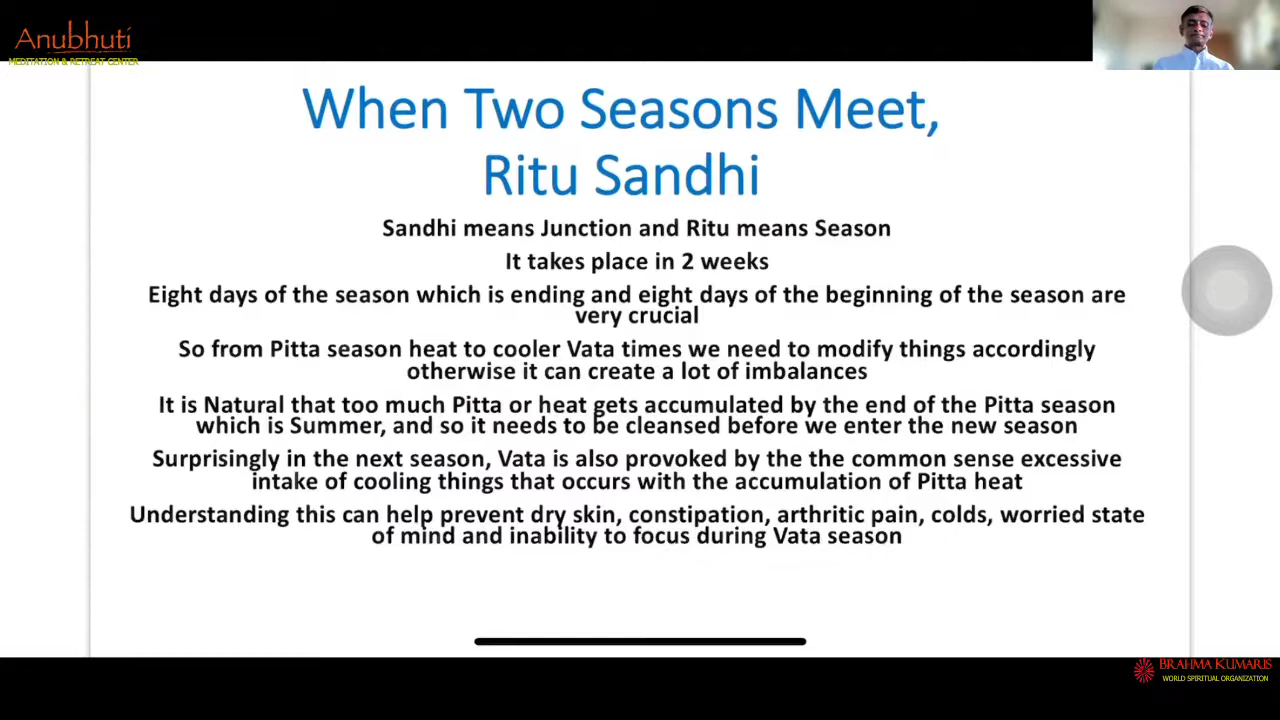 Anubhuti
MEDITATION & RETREAT CENTER
When Two Seasons Meet,
Ritu Sandhi
Sandhi means Junction and Ritu means Season
It takes place in 2 weeks
Eight days of the season which is ending and eight days of the beginning of the season are
very crucial
So from Pitta season heat to cooler Vata times we need to modify things accordingly
otherwise it can create a lot of imbalances
It is Natural that too much Pitta or heat gets accumulated by the end of the Pitta season
which is Summer, and so it needs to be cleansed before we enter the new season
Surprisingly in the next season, Vata is also provoked by the the common sense excessive
intake of cooling things that occurs with the accumulation of Pitta heat
Understanding this can help prevent dry skin, constipation, arthritic pain, colds, worried state
of mind and inability to focus during Vata season
BRAHMA KUMARIS
WORLD SPIRITUAL ORGANIZATION